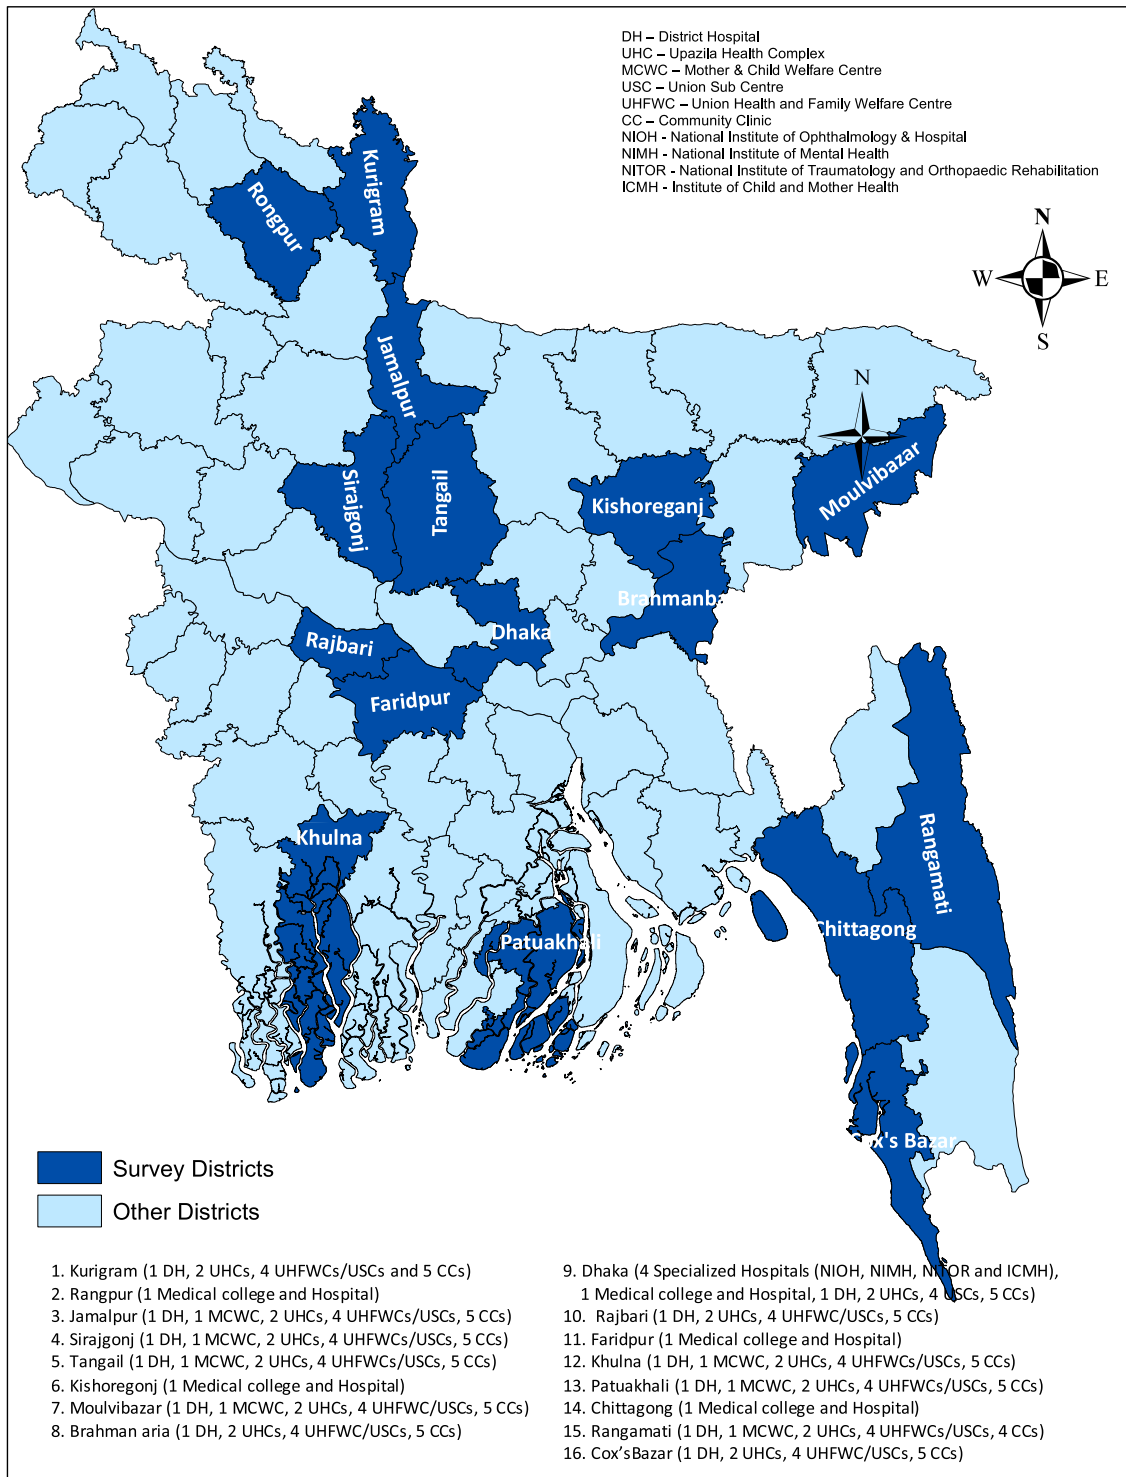 DH – District Hospital
UHC – Upazila Health Complex
MCWC – Mother & Child Welfare Centre
USC – Union Sub Centre
UHFWC – Union Health and Family Welfare Centre
CC – Community Clinic
NIOH - National Institute of Ophthalmology & Hospital
NIMH - National Institute of Mental Health
NITOR - National Institute of Traumatology and Orthopaedic Rehabilitation
ICMH - Institute of Child and Mother Health
N
W
E
S
Kurigram
Rongpur
Jamalpur
N
Moulvibazar
Sirajgonj
Tangail
Kishoreganj
Brahmanba
Dhaka
Rajbari
Faridpur
Khulna
Rangamati
Chittagong
Patuakhali
Cox's Bazar
Survey Districts
Other Districts
1. Kurigram (1 DH, 2 UHCs, 4 UHFWCs/USCs and 5 CCs)
2. Rangpur (1 Medical college and Hospital)
3. Jamalpur (1 DH, 1 MCWC, 2 UHCs, 4 UHFWCs/USCs, 5 CCs)
4. Sirajgonj (1 DH, 1 MCWC, 2 UHCs, 4 UHFWCs/USCs, 5 CCs)
5. Tangail (1 DH, 1 MCWC, 2 UHCs, 4 UHFWCs/USCs, 5 CCs)
6. Kishoregonj (1 Medical college and Hospital)
7. Moulvibazar (1 DH, 1 MCWC, 2 UHCs, 4 UHFWC/USCs, 5 CCs)
8. Brahman aria (1 DH, 2 UHCs, 4 UHFWC/USCs, 5 CCs)
9. Dhaka (4 Specialized Hospitals (NIOH, NIMH, NITOR and ICMH),
1 Medical college and Hospital, 1 DH, 2 UHCs, 4 USCs, 5 CCs)
10. Rajbari (1 DH, 2 UHCs, 4 UHFWC/USCs, 5 CCs)
11. Faridpur (1 Medical college and Hospital)
12. Khulna (1 DH, 1 MCWC, 2 UHCs, 4 UHFWCs/USCs, 5 CCs)
13. Patuakhali (1 DH, 1 MCWC, 2 UHCs, 4 UHFWCs/USCs, 5 CCs)
14. Chittagong (1 Medical college and Hospital)
15. Rangamati (1 DH, 1 MCWC, 2 UHCs, 4 UHFWCs/USCs, 4 CCs)
16. Cox'sBazar (1 DH, 2 UHCs, 4 UHFWC/USCs, 5 CCs)